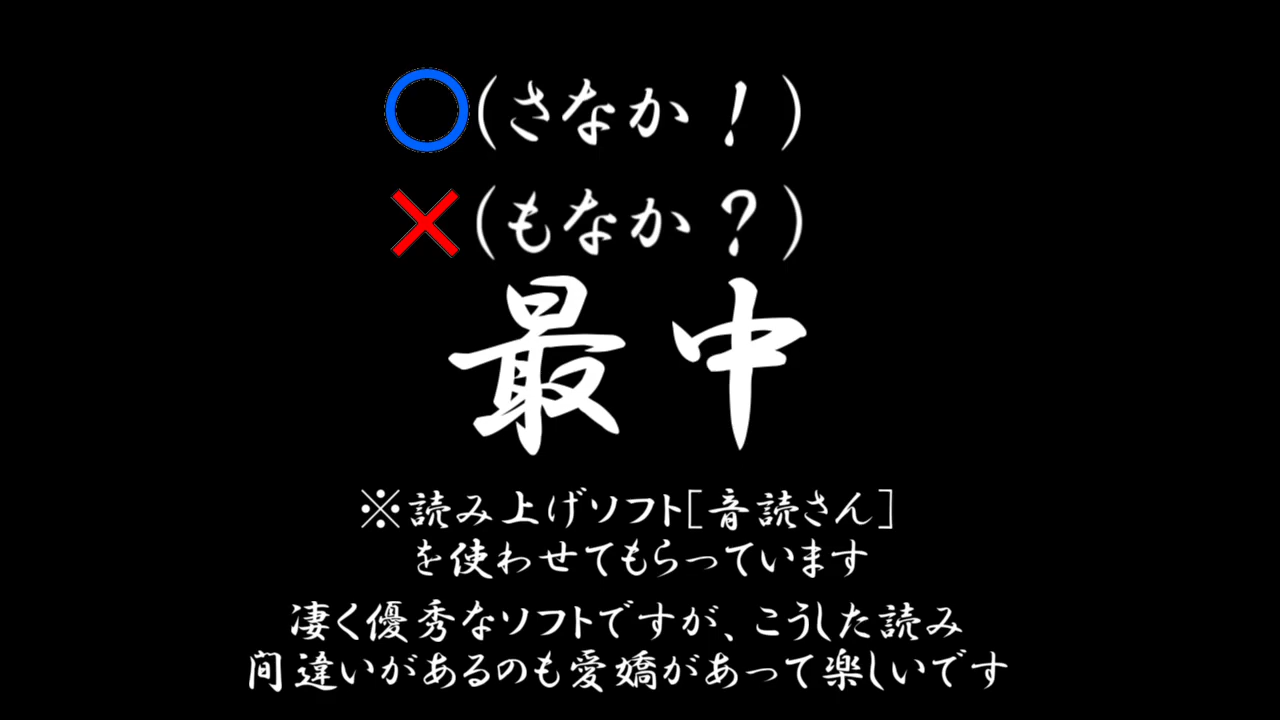 ○(さなか！)
×(もなか？)
最中
※読み上げソフト[音読さん]
を使わせてもらっています
凄く優秀なソフトですが、こうした読み
間違いがあるのも愛嬌があって楽しいです